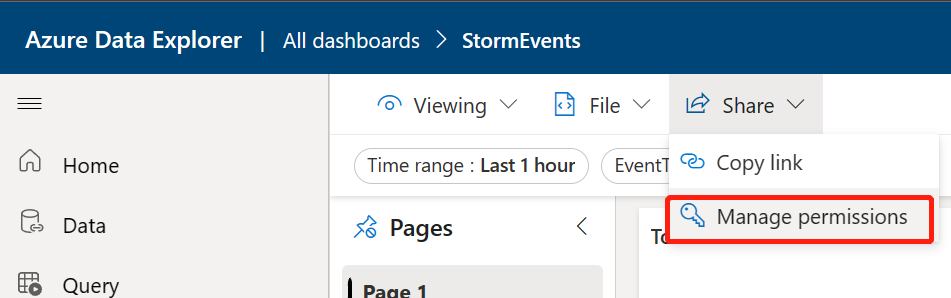 Azure Data Explorer | All dashboards > StormEvents
Viewing File Share
Home
Time range : Last 1 hour
Copy link
Data
Pages
Manage permissions
Query
Page 1